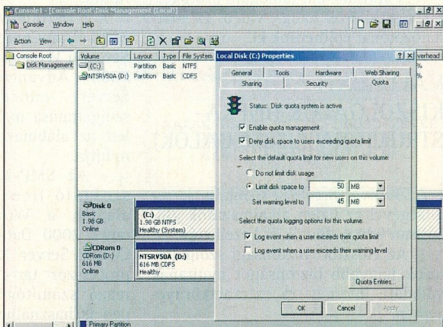 Console1 - [Console Root\Disk Management (Local)]
Console Window Help
Action View
Console Root
Disk Management
Volume Layout Type File System
(C:) Partition Basic NTFS
NTSRV50A (D:) Partition Basic CDFS
verhead
Local Disk (C:) Properties
General Tools Hardware Web Sharing
Sharing Security Quota
Status: Disk quota system is active
Enable quota management
Deny disk space to users exceeding quota limit
Select the default quota limit for new users on this volume:
Do not limit disk usage
Limit disk space to 50 MB
Set warning level to 45 MB
Select the quota logging options for this volume:
Log event when a user exceeds their quota limit
Log event when a user exceeds their warning level
Quota Entries...
OK Cancel Apply
Disk 0
Basic
1.98 GB
Online
(C:)
1.98 GB NTFS
Healthy (System)
CDRom 0
CDRom (D:)
616 MB
Online
NTSRV50A (D:)
616 MB CDFS
Healthy
Primary Partition